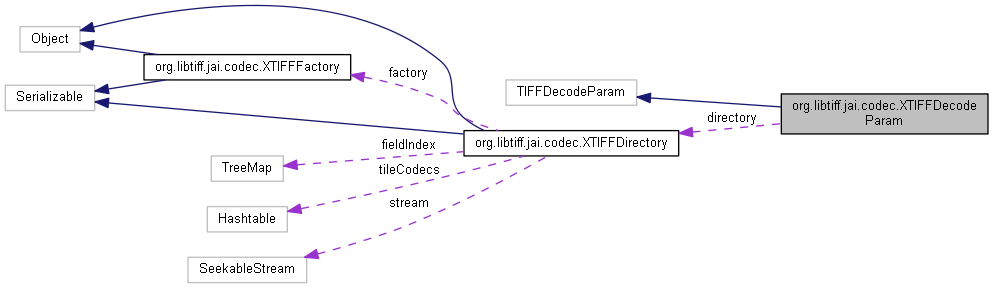 Object
org.libtiff.jai.codec.XTIFFFactory
factory
Serializable
TIFFDecodeParam
org.libtiff.jai.codec.XTIFFDecode
Param
directory
org.libtiff.jai.codec.XTIFFDirectory
fieldIndex
TreeMap
tileCodecs
stream
Hashtable
SeekableStream